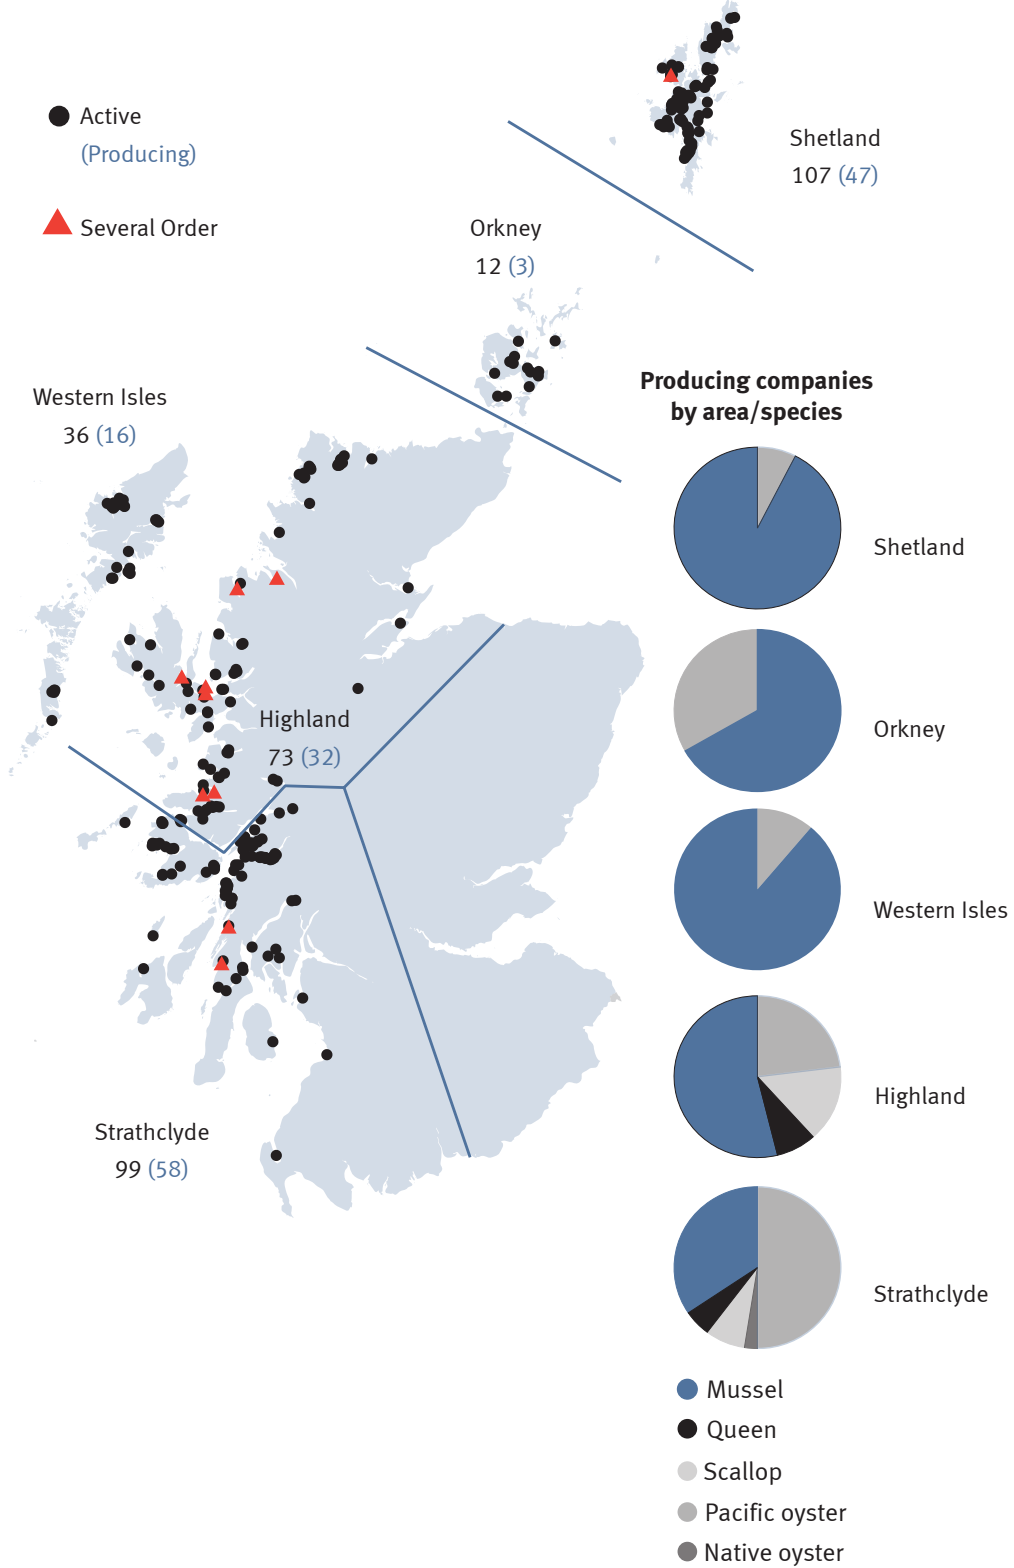 Active
(Producing)
Several Order
Shetland
107 (47)
Orkney
12 (3)
Western Isles
36 (16)
Highland
73 (32)
Strathclyde
99 (58)
Producing companies
by area/species
Shetland
Orkney
Western Isles
Highland
Strathclyde
Mussel
Queen
Scallop
Pacific oyster
Native oyster